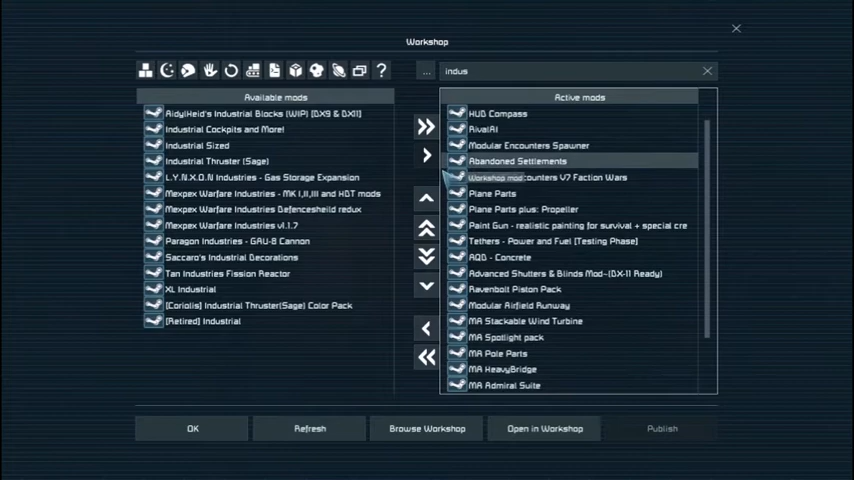 Workshop
?
...
indus
Available mods
AidylHeid's Industrial Blocks (WIP) [DX9 & DX11]
Industrial Cockpits and More!
Industrial Sized
Industrial Thruster (Sage)
L.Y.N.X.O.N Industries - Gas Storage Expansion
Mexpex Warfare Industries - MK I,II,III and HDT mods
Mexpex Warfare Industries Defencesheild redux
Mexpex Warfare Industries v1.1.7
Paragon Industries - GAU-8 Cannon
Saccaro's Industrial Decorations
Tan Industries Fission Reactor
XL Industrial
[Coriolis] Industrial Thruster(Sage) Color Pack
[Retired] Industrial
Active mods
HUD Compass
RivalAI
Modular Encounters Spawner
Abandoned Settlements
Workshop mod counters V7 Faction Wars
Plane Parts
Plane Parts plus: Propeller
Paint Gun - realistic painting for survival + special cre
Tethers - Power and Fuel [Testing Phase]
AQD - Concrete
Advanced Shutters & Blinds Mod~(DX-11 Ready)
Ravenbolt Piston Pack
Modular Airfield Runway
MA Stackable Wind Turbine
MA Spotlight pack
MA Pole Parts
MA HeavyBridge
MA Admiral Suite
OK
Refresh
Browse Workshop
Open in Workshop
Publish